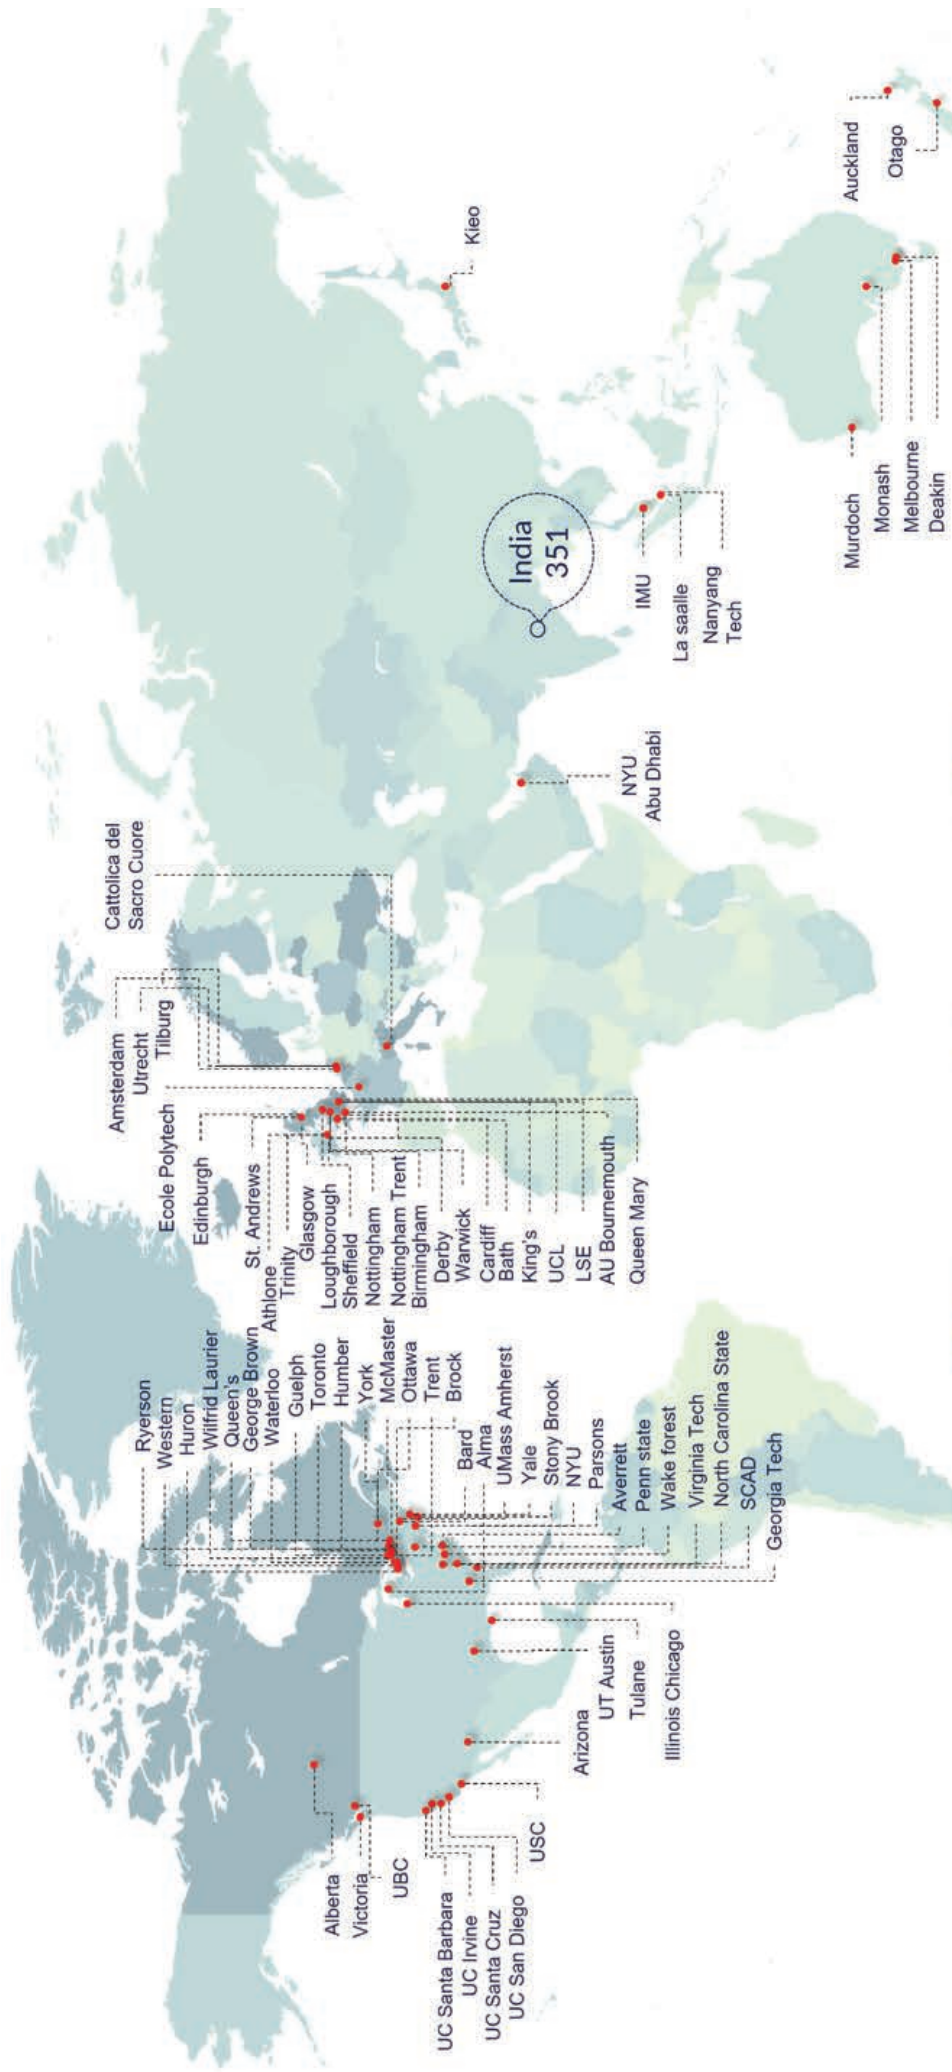 Alberta
Victoria
UBC
UC Santa Barbara
UC Irvine
UC Santa Cruz
UC San Diego
USC
Arizona
UT Austin
Tulane
Illinois Chicago
Ryerson
Western
Huron
Wilfrid Laurier
Queen's
George Brown
Waterloo
Guelph
Toronto
Humber
York
McMaster
Ottawa
Trent
Brock
Bard
Alma
UMass Amherst
Yale
Stony Brook
NYU
Parsons
Averrett
Penn state
Wake forest
Virginia Tech
North Carolina State
SCAD
Georgia Tech
Amsterdam
Utrecht
Tilburg
Ecole Polytech
Edinburgh
St. Andrews
Athlone
Trinity
Glasgow
Loughborough
Sheffield
Nottingham
Nottingham Trent
Birmingham
Derby
Warwick
Cardiff
Bath
King's
UCL
LSE
AU Bournemouth
Queen Mary
Cattolica del
Sacro Cuore
NYU
Abu Dhabi
India
351
IMU
La saalle
Nanyang
Tech
Kieo
Murdoch
Monash
Melbourne
Deakin
Auckland
Otago